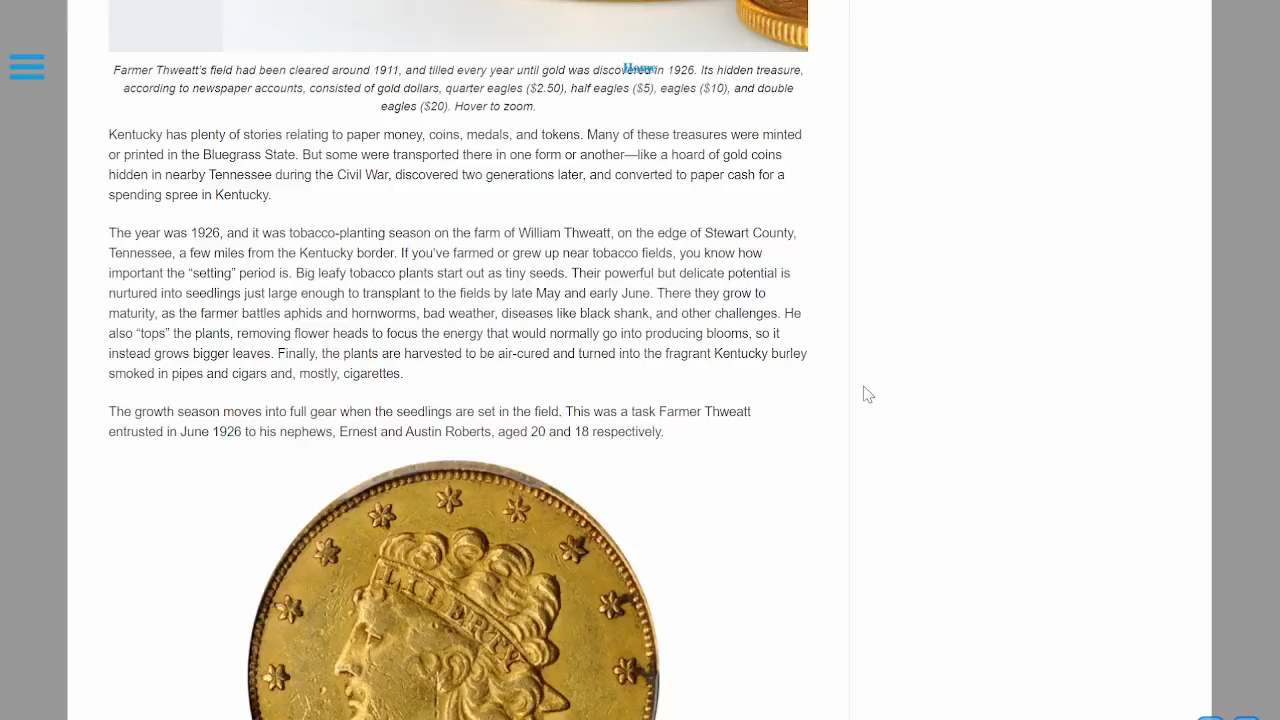 Farmer Thweatt's field had been cleared around 1911, and tilled every year until gold was discovered in 1926. Its hidden treasure,
according to newspaper accounts, consisted of gold dollars, quarter eagles ($2.50), half eagles ($5), eagles ($10), and double
eagles ($20). Hover to zoom.
Home
Kentucky has plenty of stories relating to paper money, coins, medals, and tokens. Many of these treasures were minted
or printed in the Bluegrass State. But some were transported there in one form or another—like a hoard of gold coins
hidden in nearby Tennessee during the Civil War, discovered two generations later, and converted to paper cash for a
spending spree in Kentucky.
The year was 1926, and it was tobacco-planting season on the farm of William Thweatt, on the edge of Stewart County,
Tennessee, a few miles from the Kentucky border. If you've farmed or grew up near tobacco fields, you know how
important the “setting” period is. Big leafy tobacco plants start out as tiny seeds. Their powerful but delicate potential is
nurtured into seedlings just large enough to transplant to the fields by late May and early June. There they grow to
maturity, as the farmer battles aphids and hornworms, bad weather, diseases like black shank, and other challenges. He
also “tops” the plants, removing flower heads to focus the energy that would normally go into producing blooms, so it
instead grows bigger leaves. Finally, the plants are harvested to be air-cured and turned into the fragrant Kentucky burley
smoked in pipes and cigars and, mostly, cigarettes.
The growth season moves into full gear when the seedlings are set in the field. This was a task Farmer Thweatt
entrusted in June 1926 to his nephews, Ernest and Austin Roberts, aged 20 and 18 respectively.
LIBERTY